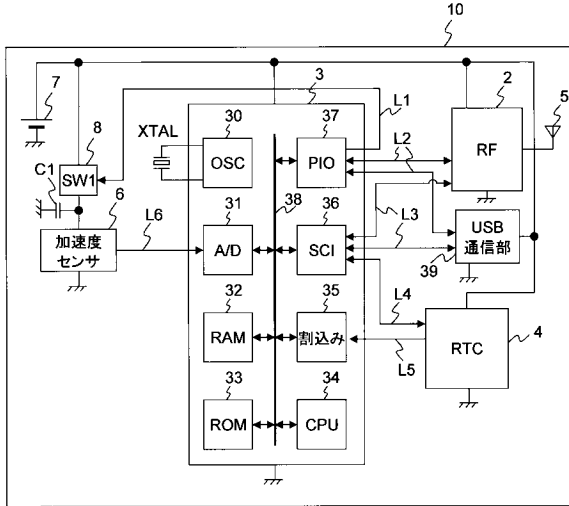 10
7
8
SW1
C1
6
加速度
センサ
L6
3
XTAL
30
OSC
31
A/D
32
RAM
33
ROM
38
37
PIO
36
SCI
35
割込み
34
CPU
L1
L2
L3
L4
L5
2
RF
5
USB
通信部
39
RTC
4